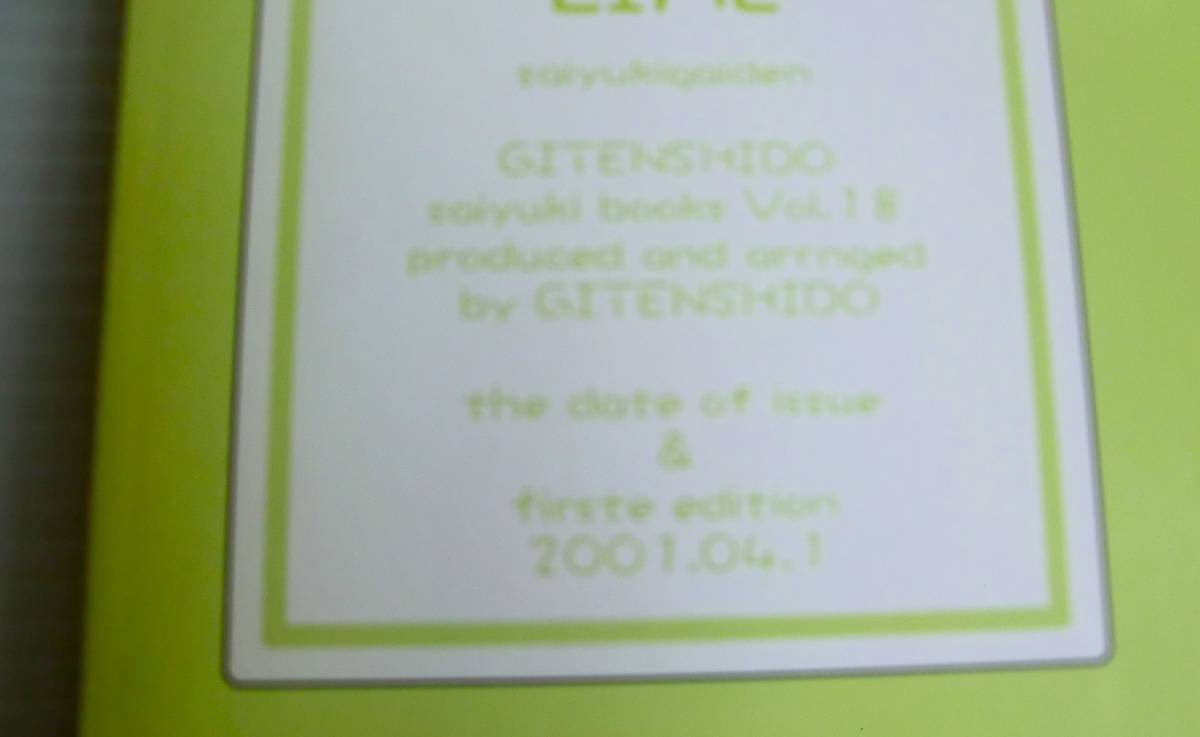 saiyukigaiden
GITENSHIDO
saiyuki books Vol.18
produced and arrnged
by GITENSHIDO
the date of issue
&
firste edition
2001.04.1